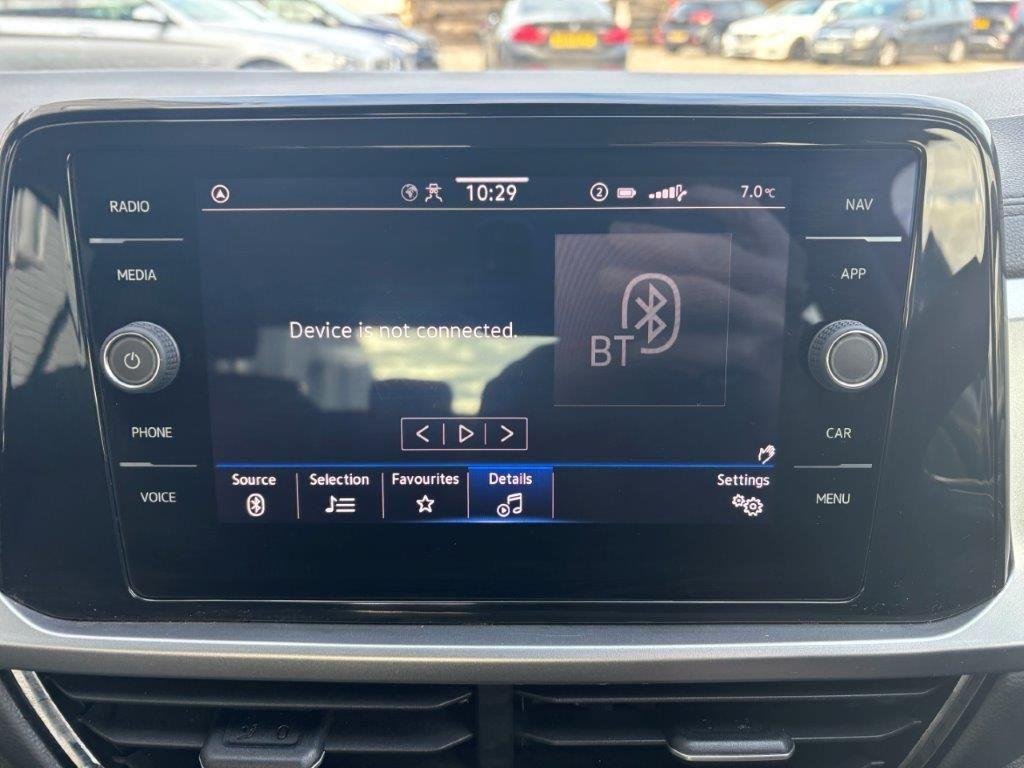 10:29
2
7.0°C
RADIO
NAV
MEDIA
APP
Device is not connected.
BT
PHONE
CAR
VOICE
MENU
Source
Selection
Favourites
Details
Settings